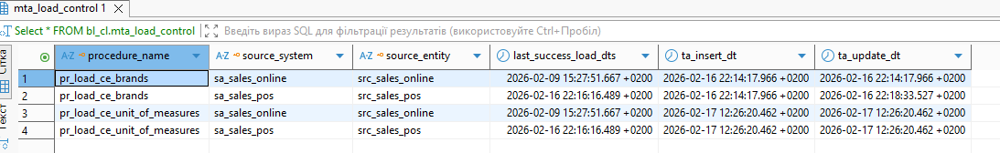 mta_load_control 1
Select * FROM bl_cl.mta_load_control Введіть вираз SQL для фільтрації результатів (використовуйте Ctrl+Пробіл)
Сітка
A-Z procedure_name A-Z source_system A-Z source_entity last_success_load_dts ta_insert_dt ta_update_dt
1 pr_load_ce_brands sa_sales_online src_sales_online 2026-02-09 15:27:51.667 +0200 2026-02-16 22:14:17.966 +0200 2026-02-16 22:14:17.966 +0200
2 pr_load_ce_brands sa_sales_pos src_sales_pos 2026-02-16 22:16:16.489 +0200 2026-02-16 22:14:17.966 +0200 2026-02-16 22:18:33.527 +0200
3 pr_load_ce_unit_of_measures sa_sales_online src_sales_online 2026-02-09 15:27:51.667 +0200 2026-02-17 12:26:20.462 +0200 2026-02-17 12:26:20.462 +0200
4 pr_load_ce_unit_of_measures sa_sales_pos src_sales_pos 2026-02-16 22:16:16.489 +0200 2026-02-17 12:26:20.462 +0200 2026-02-17 12:26:20.462 +0200
Текст